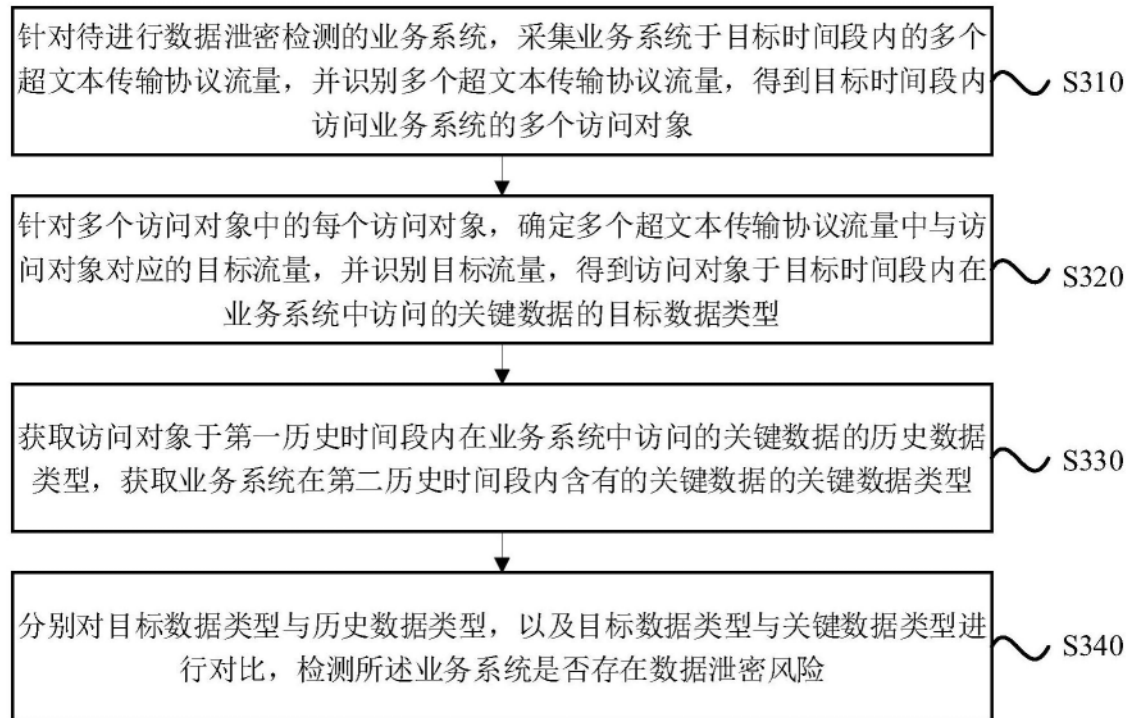 针对待进行数据泄密检测的业务系统，采集业务系统于目标时间段内的多个
超文本传输协议流量，并识别多个超文本传输协议流量，得到目标时间段内
访问业务系统的多个访问对象
S310
针对多个访问对象中的每个访问对象，确定多个超文本传输协议流量中与访
问对象对应的目标流量，并识别目标流量，得到访问对象于目标时间段内在
业务系统中访问的关键数据的目标数据类型
S320
获取访问对象于第一历史时间段内在业务系统中访问的关键数据的历史数据
类型，获取业务系统在第二历史时间段内含有的关键数据的关键数据类型
S330
分别对目标数据类型与历史数据类型，以及目标数据类型与关键数据类型进
行对比，检测所述业务系统是否存在数据泄密风险
S340